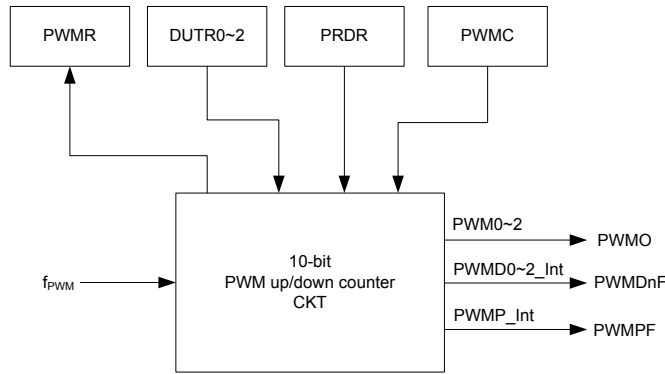 PWMR
DUTR0~2
PRDR
PWMC
10-bit
PWM up/down counter
CKT
fPWM
PWM0~2
PWMO
PWMD0~2_Int
PWMDnF
PWMP_Int
PWMPF